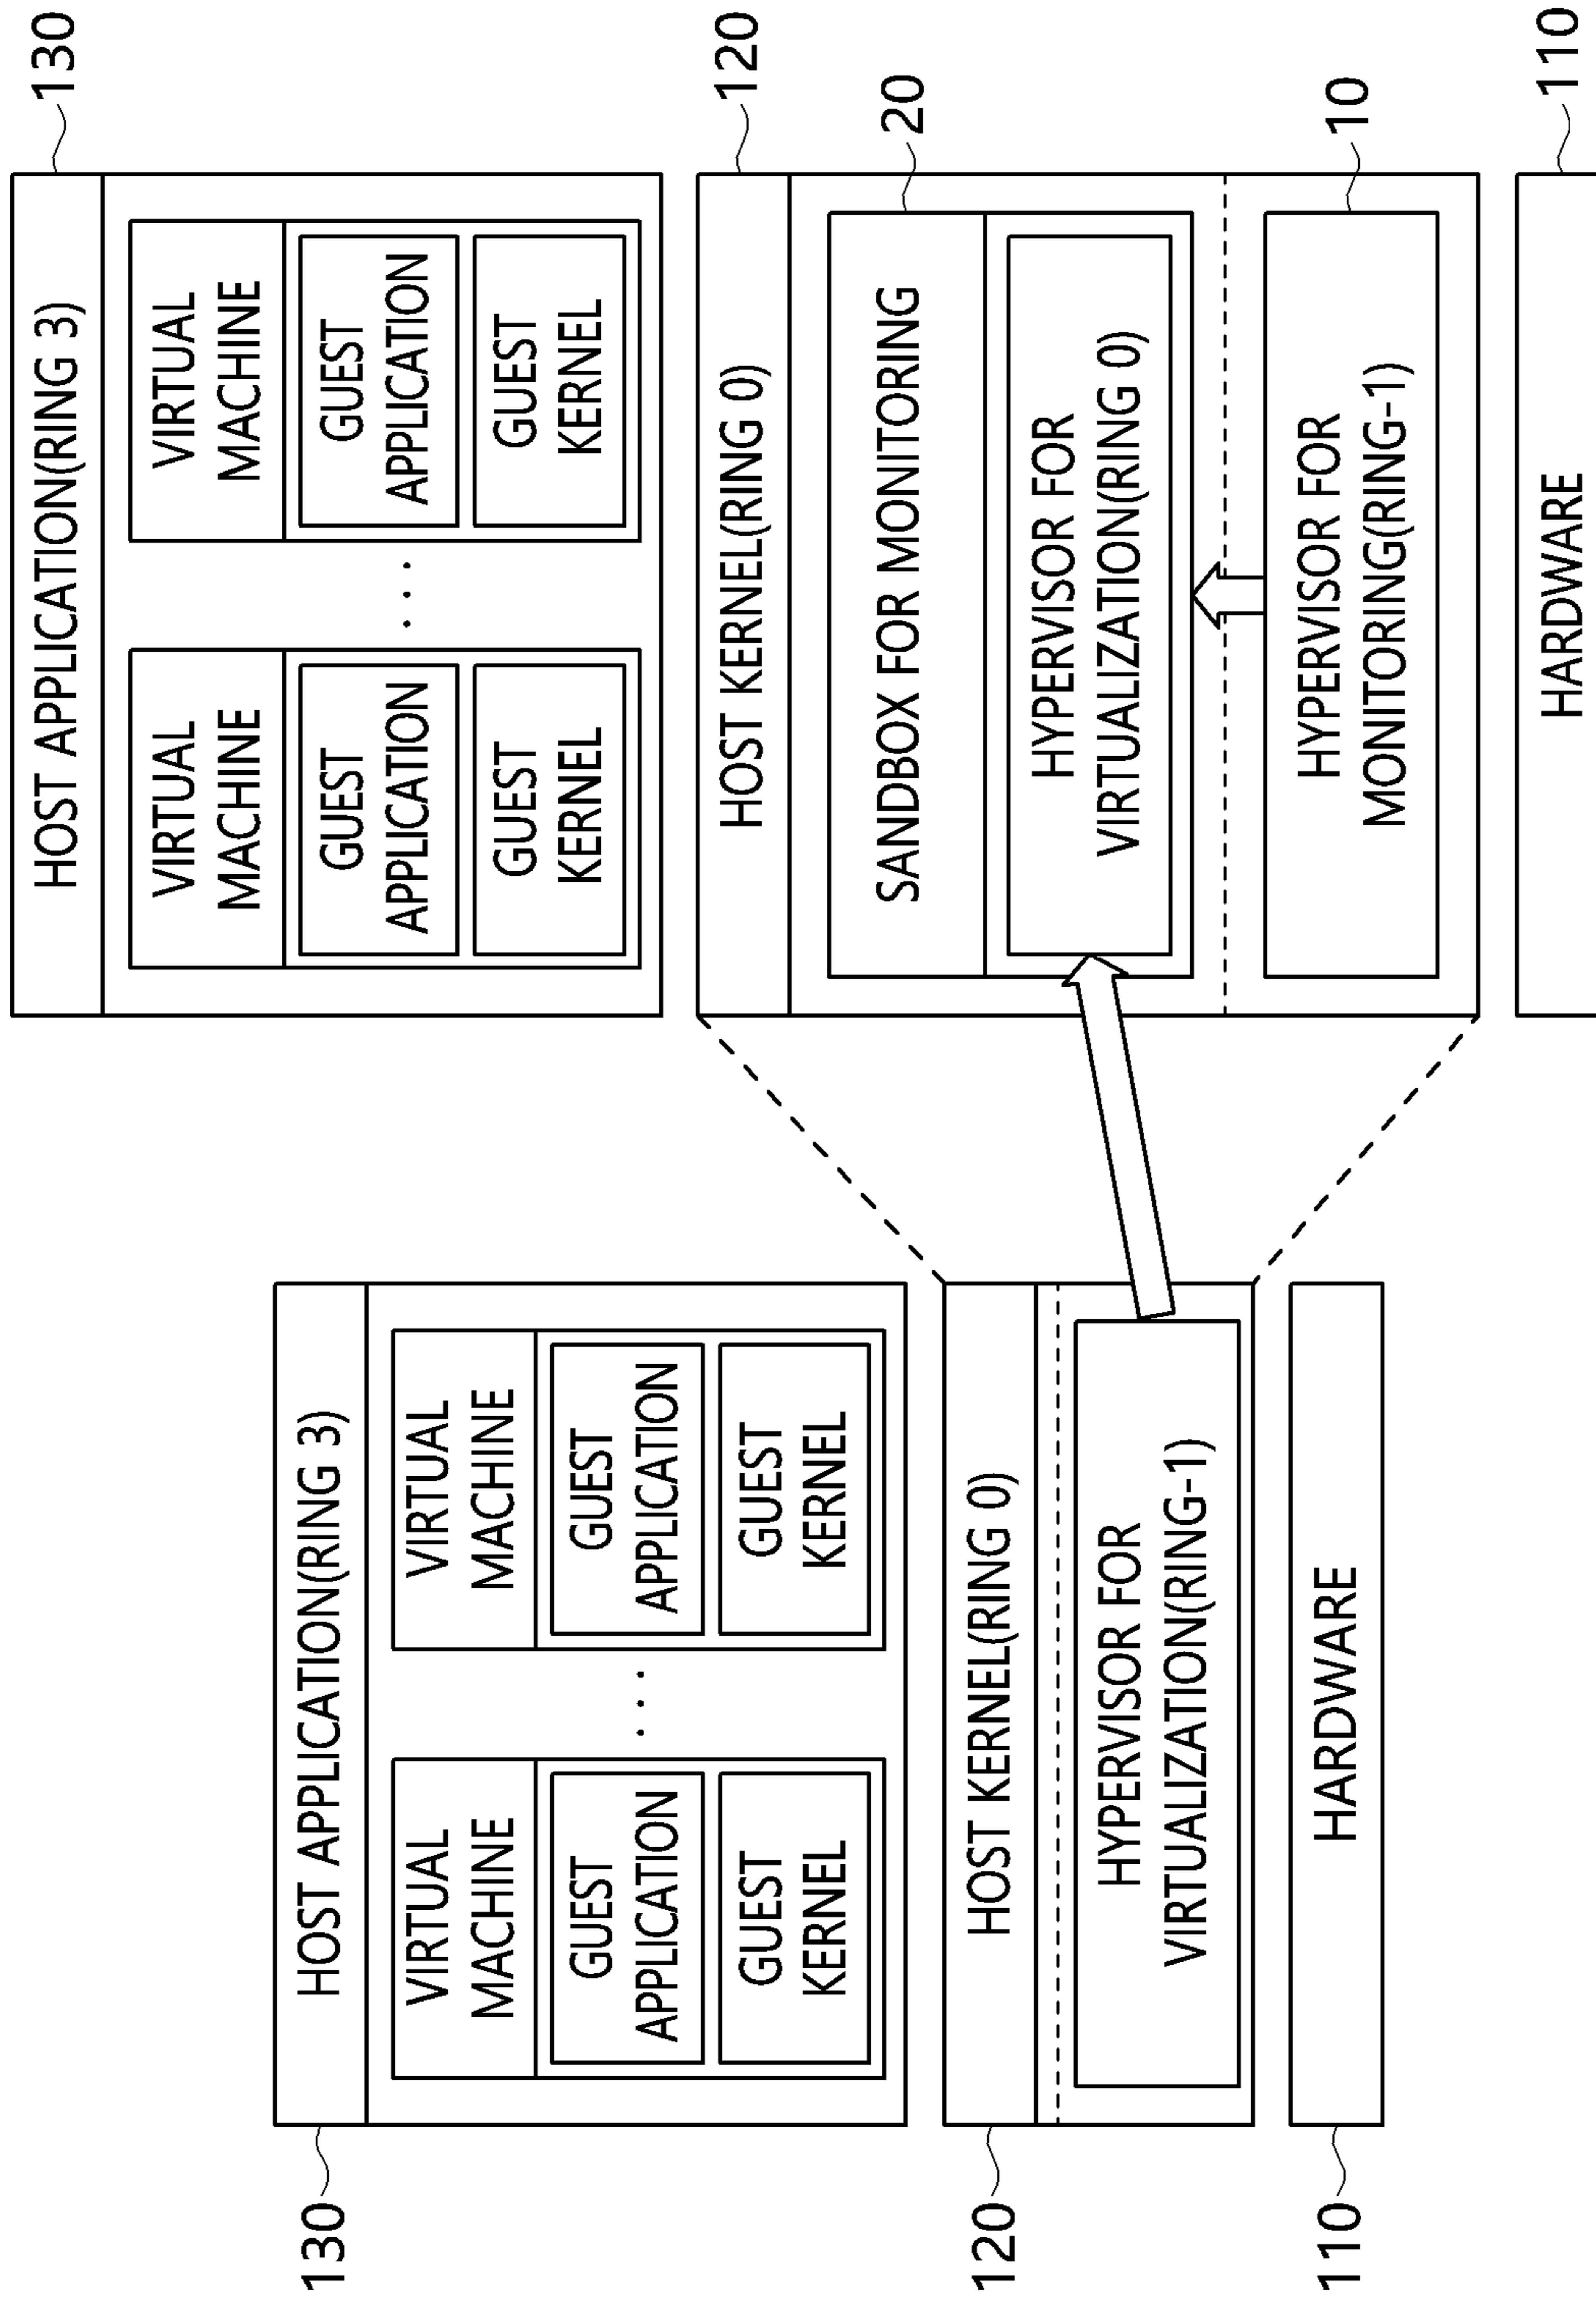 HOST APPLICATION(RING 3)
130
VIRTUAL
MACHINE
GUEST
APPLICATION
GUEST
KERNEL
. . .
VIRTUAL
MACHINE
GUEST
APPLICATION
GUEST
KERNEL
120
HOST KERNEL(RING 0)
HYPERVISOR FOR
VIRTUALIZATION(RING-1)
110
HARDWARE
HOST APPLICATION(RING 3)
130
VIRTUAL
MACHINE
GUEST
APPLICATION
GUEST
KERNEL
. . .
VIRTUAL
MACHINE
GUEST
APPLICATION
GUEST
KERNEL
HOST KERNEL(RING 0)
120
SANDBOX FOR MONITORING
20
HYPERVISOR FOR
VIRTUALIZATION(RING 0)
HYPERVISOR FOR
MONITORING(RING-1)
10
HARDWARE
110